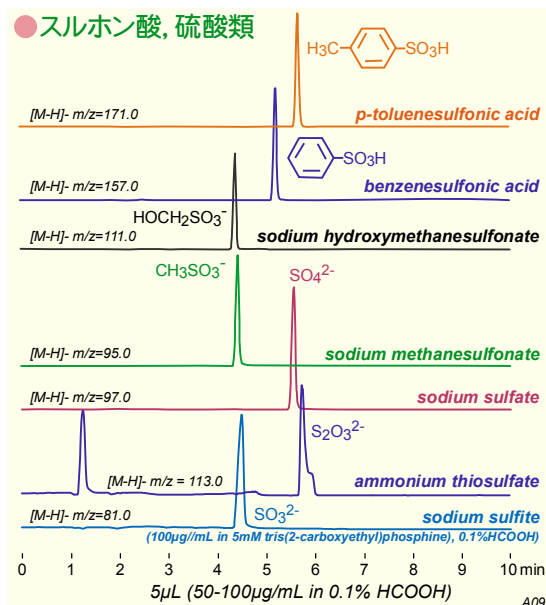 スルホン酸, 硫酸類
H₃C
SO₃H
[M-H]- m/z=171.0
p-toluenesulfonic acid
SO₃H
[M-H]- m/z=157.0
benzenesulfonic acid
HOCH₂SO₃⁻
[M-H]- m/z=111.0
sodium hydroxymethanesulfonate
CH₃SO₃⁻
SO₄²⁻
[M-H]- m/z=95.0
sodium methanesulfonate
[M-H]- m/z=97.0
sodium sulfate
S₂O₃²⁻
[M-H]- m/z = 113.0
ammonium thiosulfate
SO₃²⁻
[M-H]- m/z=81.0
sodium sulfite
(100µg//mL in 5mM tris(2-carboxyethyl)phosphine), 0.1%HCOOH)
0 1 2 3 4 5 6 7 8 9 10 min
5µL (50-100µg/mL in 0.1% HCOOH)
A09